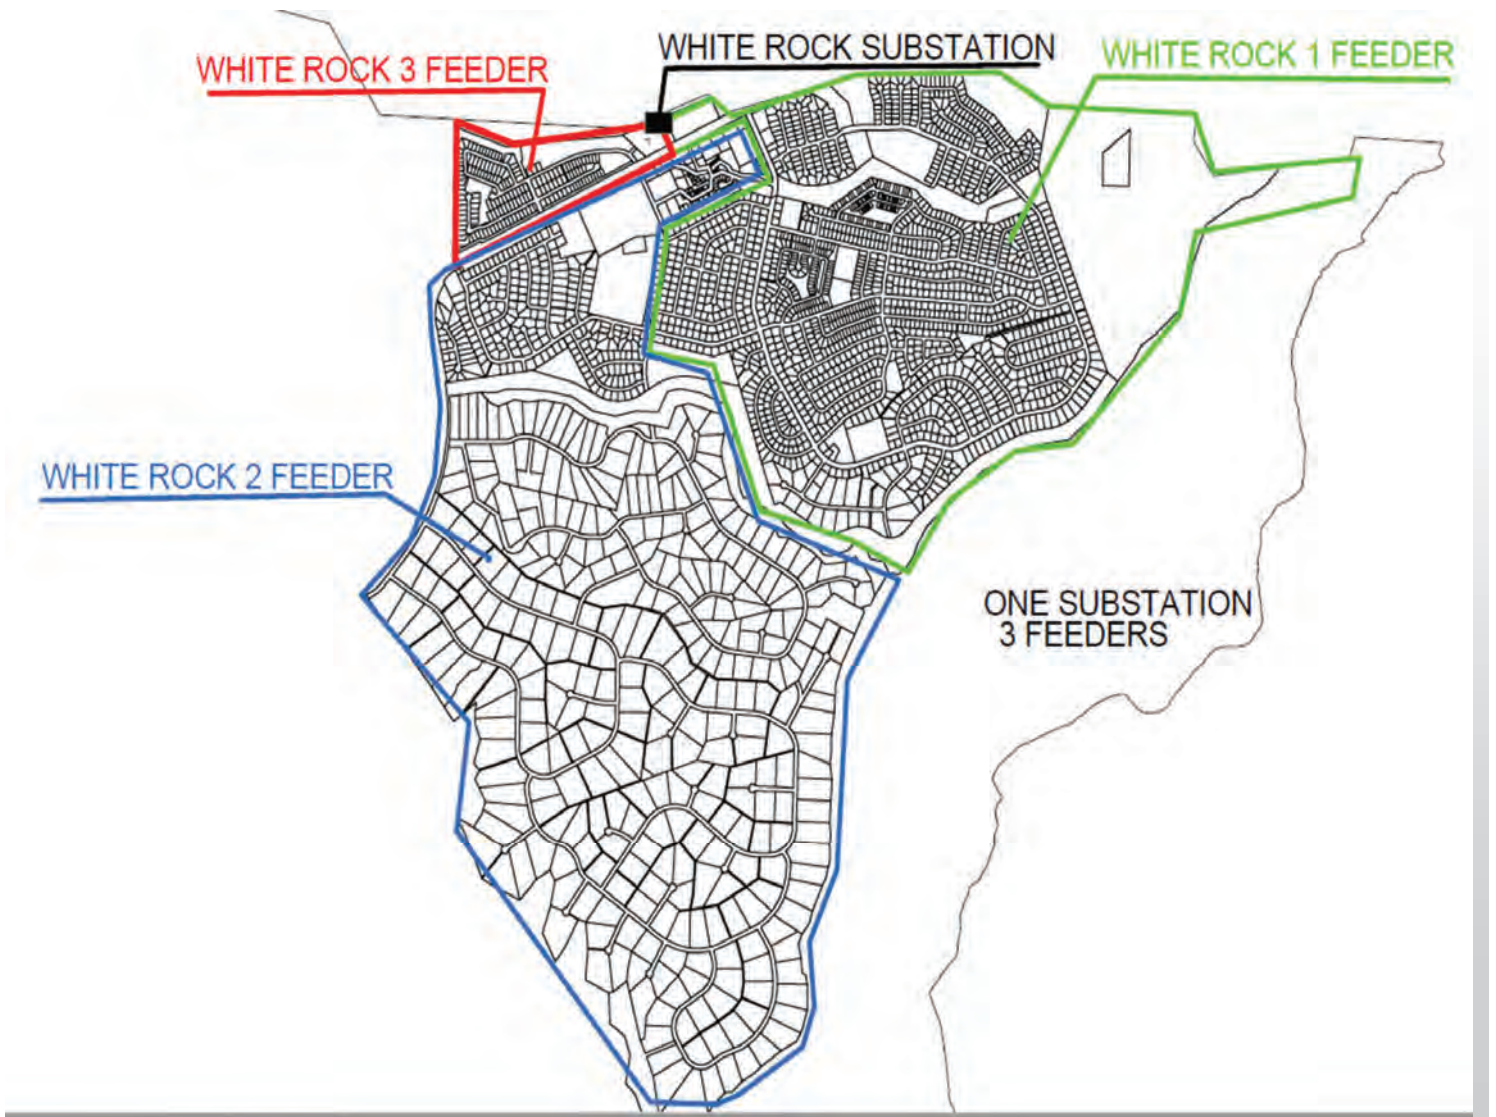 WHITE ROCK SUBSTATION
WHITE ROCK 1 FEEDER
WHITE ROCK 3 FEEDER
WHITE ROCK 2 FEEDER
ONE SUBSTATION
3 FEEDERS